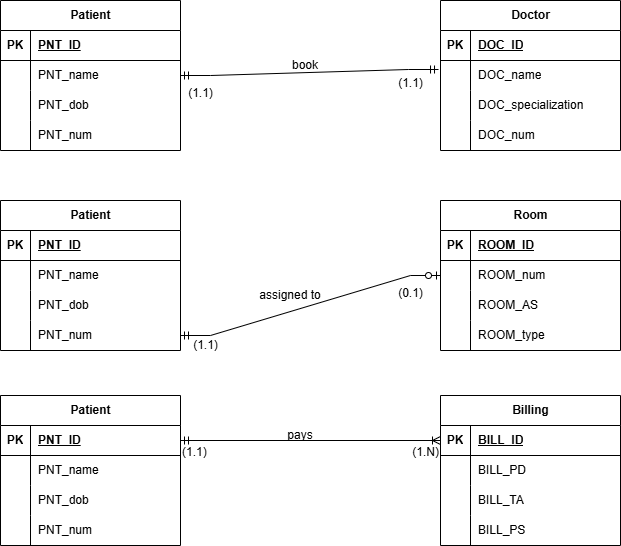 Patient
Doctor
PK PNT_ID
PK DOC_ID
book
PNT_name
DOC_name
(1.1)
(1.1)
PNT_dob
DOC_specialization
PNT_num
DOC_num
Patient
Room
PK PNT_ID
PK ROOM_ID
PNT_name
ROOM_num
assigned to
(0.1)
PNT_dob
ROOM_AS
PNT_num
ROOM_type
(1.1)
Patient
Billing
PK PNT_ID
pays
PK BILL_ID
(1.1)
(1.N)
PNT_name
BILL_PD
PNT_dob
BILL_TA
PNT_num
BILL_PS